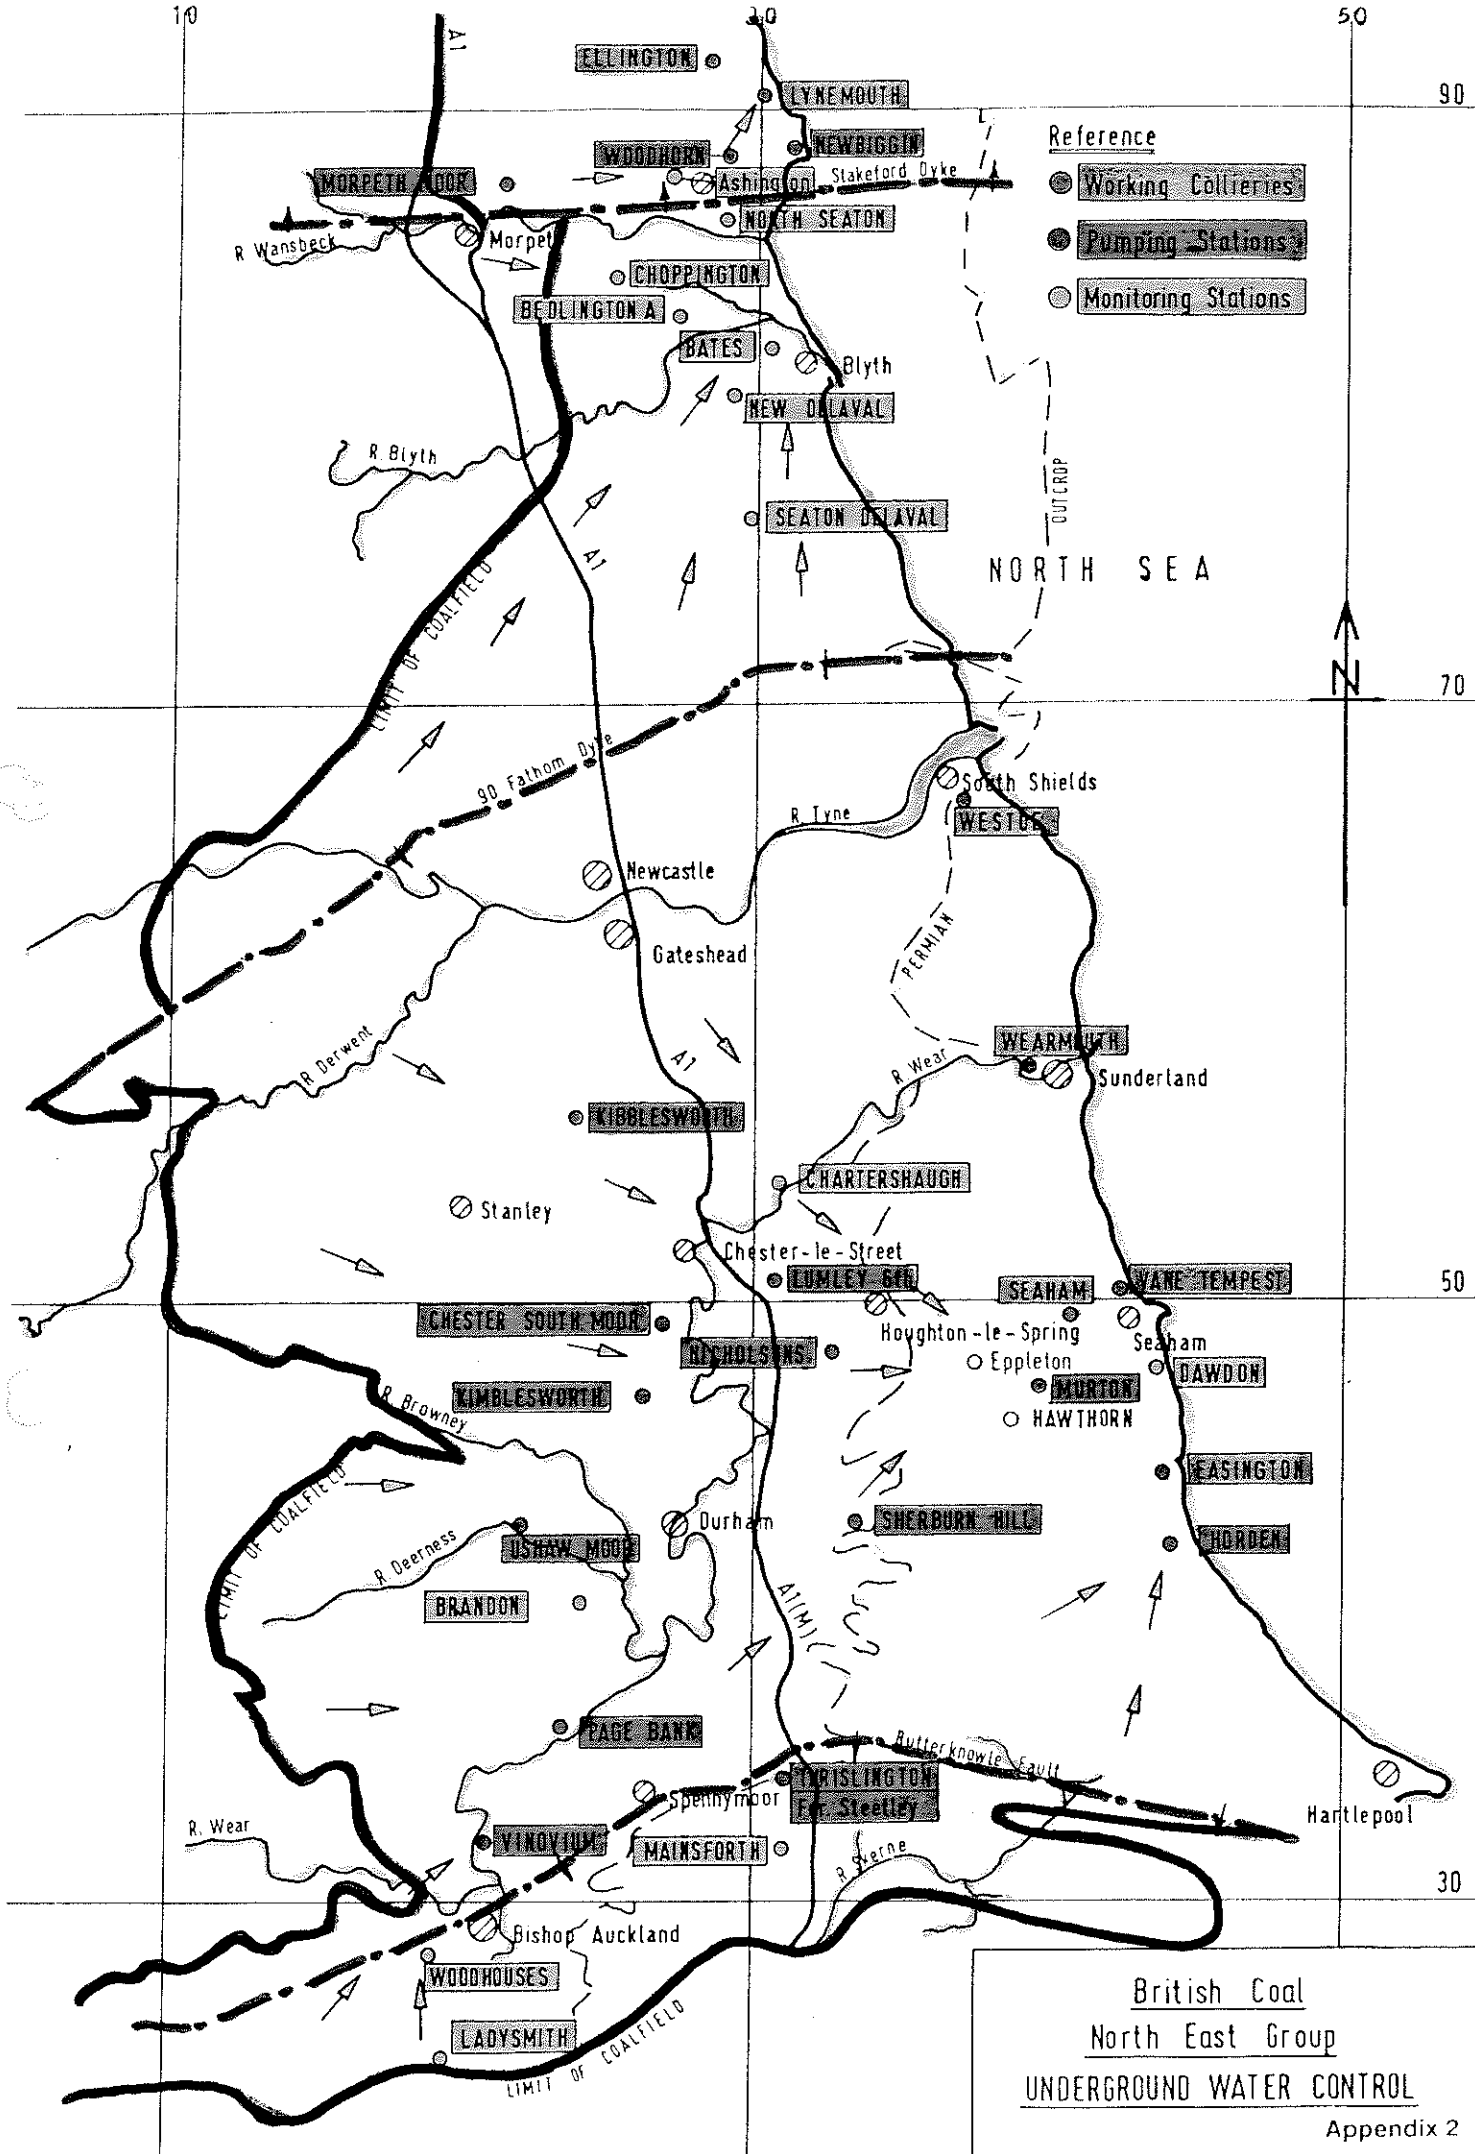 10
30
50
A1
ELLINGTON
LYNEMOUTH
90
Reference
WOODHORN
NEWBIGGIN
MORPETH MOOR
Ashington
Stakeford Dyke
Working Collieries
R Wansbeck
Morpet
NORTH SEATON
Pumping Stations
CHOPPINGTON
Monitoring Stations
BEDLINGTON A
BATES
Blyth
NEW DELAVAL
R. Blyth
OUTCROP
SEATON DELAVAL
A1
NORTH SEA
LIMIT OF COALFIELD
N
70
90 Fathom Dyke
South Shields
R. Tyne
WESTOE
Newcastle
Gateshead
PERMIAN
R Derwent
A1
WEARMOUTH
R Wear
Sunderland
KIBBLESWORTH
CHARTERSHAUGH
Stanley
Chester-le-Street
LUMLEY 6th
SEAHAM
VANE TEMPEST
50
CHESTER SOUTH MOOR
Houghton-le-Spring
Seaham
NICHOLSONS
Eppleton
DAWDON
KIMBLESWORTH
MURTON
R. Browney
HAWTHORN
EASINGTON
LIMIT OF COALFIELD
Durham
SHERBURN HILL
USHAW MOOR
HORDEN
R Deerness
BRANDON
A1(M)
PAGE BANK
Butterknowle Fault
THRISLINGTON
For. Steetley
Spennymoor
Hartlepool
R. Wear
VINOVIUM
MAINSFORTH
R Skerne
30
Bishop Auckland
WOODHOUSES
LADYSMITH
LIMIT OF COALFIELD
British Coal
North East Group
UNDERGROUND WATER CONTROL
Appendix 2